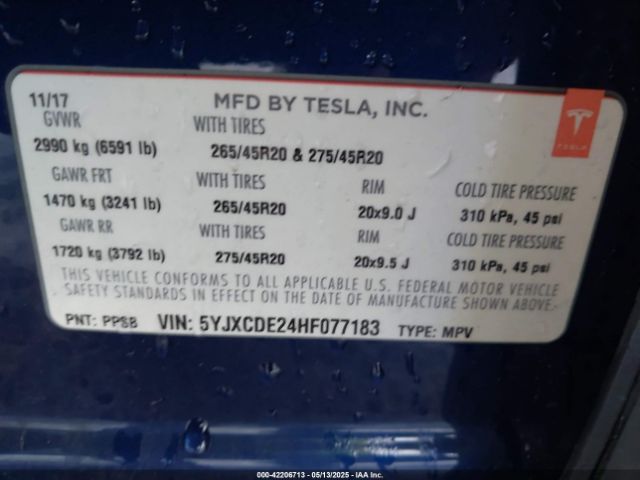 11/17 MFD BY TESLA, INC.
GVWR WITH TIRES
2990 kg (6591 lb) 265/45R20 & 275/45R20
GAWR FRT WITH TIRES RIM COLD TIRE PRESSURE
1470 kg (3241 lb) 265/45R20 20x9.0 J 310 kPa, 45 psi
GAWR RR WITH TIRES RIM COLD TIRE PRESSURE
1720 kg (3792 lb) 275/45R20 20x9.5 J 310 kPa, 45 psi
THIS VEHICLE CONFORMS TO ALL APPLICABLE U.S. FEDERAL MOTOR VEHICLE
SAFETY STANDARDS IN EFFECT ON THE DATE OF MANUFACTURE SHOWN ABOVE.
PNT: PPSB VIN: 5YJXCDE24HF077183 TYPE: MPV
TESLA
000-42206713 - 05/13/2025 - IAA Inc.